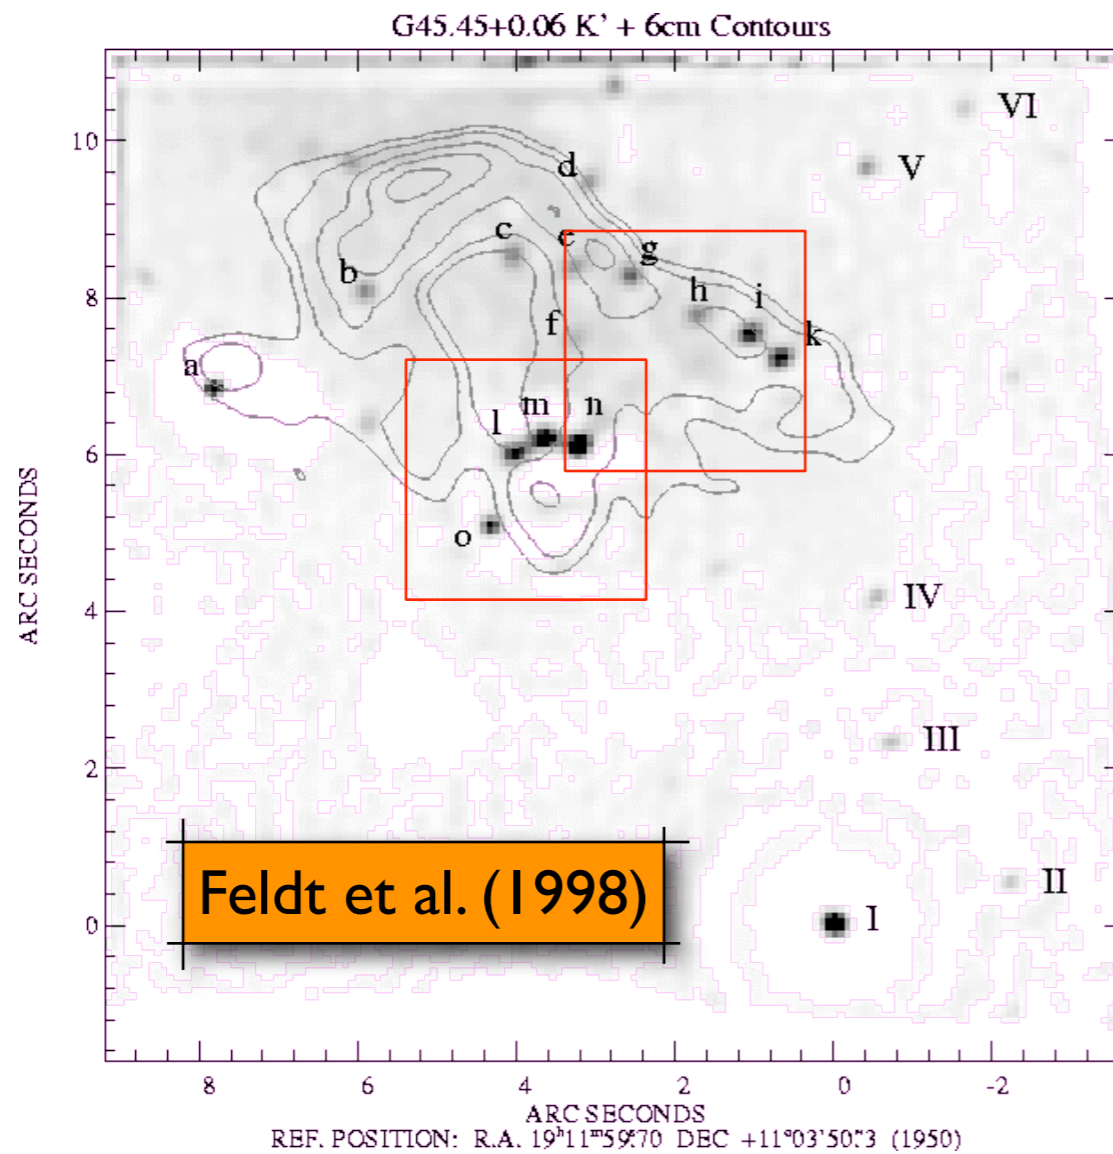 G45.45+0.06 K' + 6cm Contours
VI
10
V
d
c
e
g
b
8
h
i
f
k
a
m
n
l
6
o
ARC SECONDS
4
IV
III
2
Feldt et al. (1998)
II
0
I
8 6 4 2 0 -2
ARC SECONDS
REF. POSITION: R.A. 19h11m59s.70 DEC +11°03'50".3 (1950)